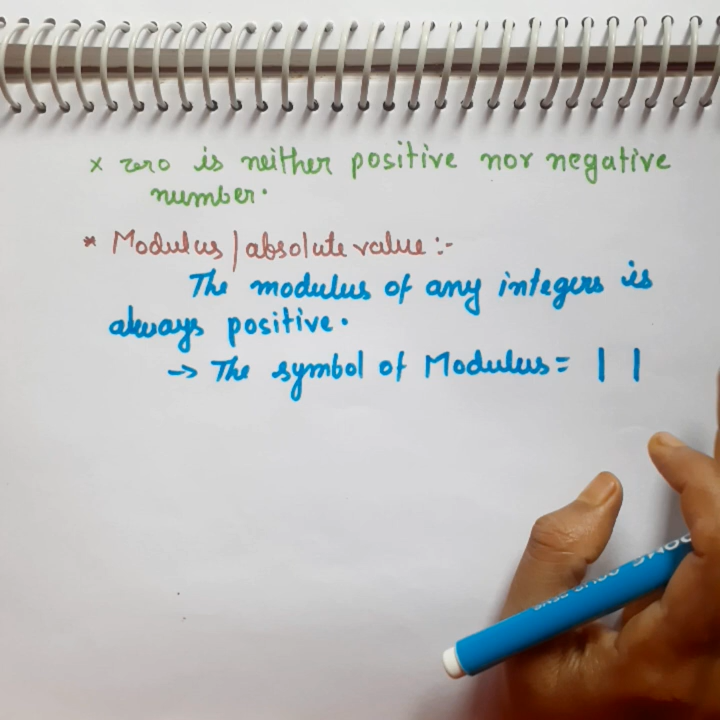 x zero is neither positive nor negative
number.
* Modulus / absolute value :-
The modulus of any integers is
always positive.
→ The symbol of Modulus = | |